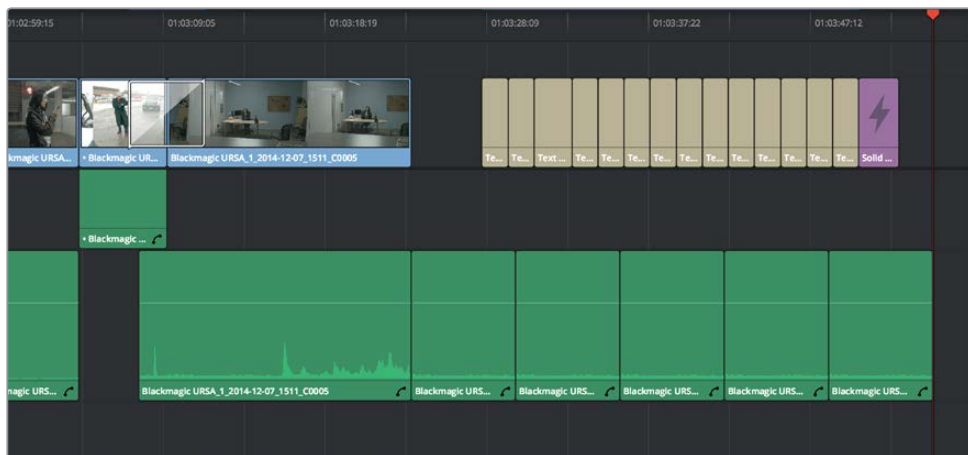 01:02:59:15 01:03:09:05 01:03:18:19 01:03:28:09 01:03:37:22 01:03:47:12
kmagic URSA... • Blackmagic UR... Blackmagic URSA_1_2014-12-07_1511_C0005 Te... Te... Text ... Te... Te... Te... Te... Te... Te... Te... Te... Te... Te... Solid ...
• Blackmagic ...
nagic URS... Blackmagic URSA_1_2014-12-07_1511_C0005 Blackmagic URS... Blackmagic URS... Blackmagic URS... Blackmagic URS... Blackmagic URS...